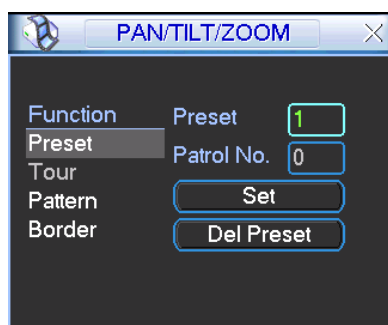 PAN/TILT/ZOOM
Function
Preset
Tour
Pattern
Border
Preset 1
Patrol No. 0
Set
Del Preset